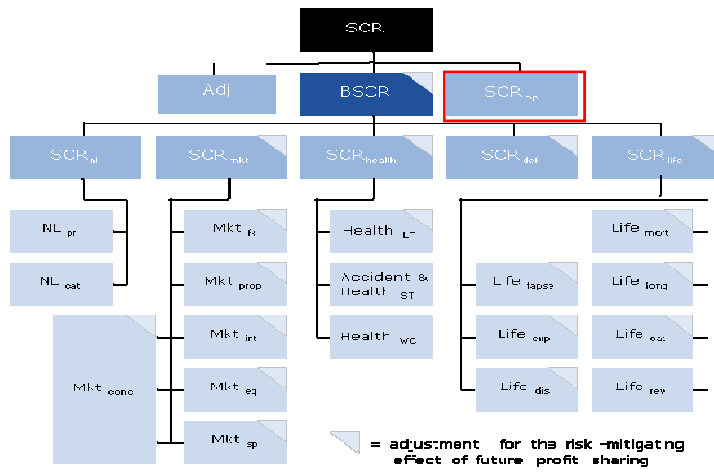 SCR
Adj
BSCR
SCR op
SCR nl
SCR mkt
SCR health
SCR def
SCR life
NL pr
Mkt fx
Health LT
Life mort
NL cat
Mkt prop
Accident &
Health ST
Life lapse
Life long
Mkt conc
Mkt int
Health WC
Life exp
Life cat
Mkt eq
Life dis
Life rev
Mkt sp
= adjustment for the risk -mitigating
effect of future profit sharing